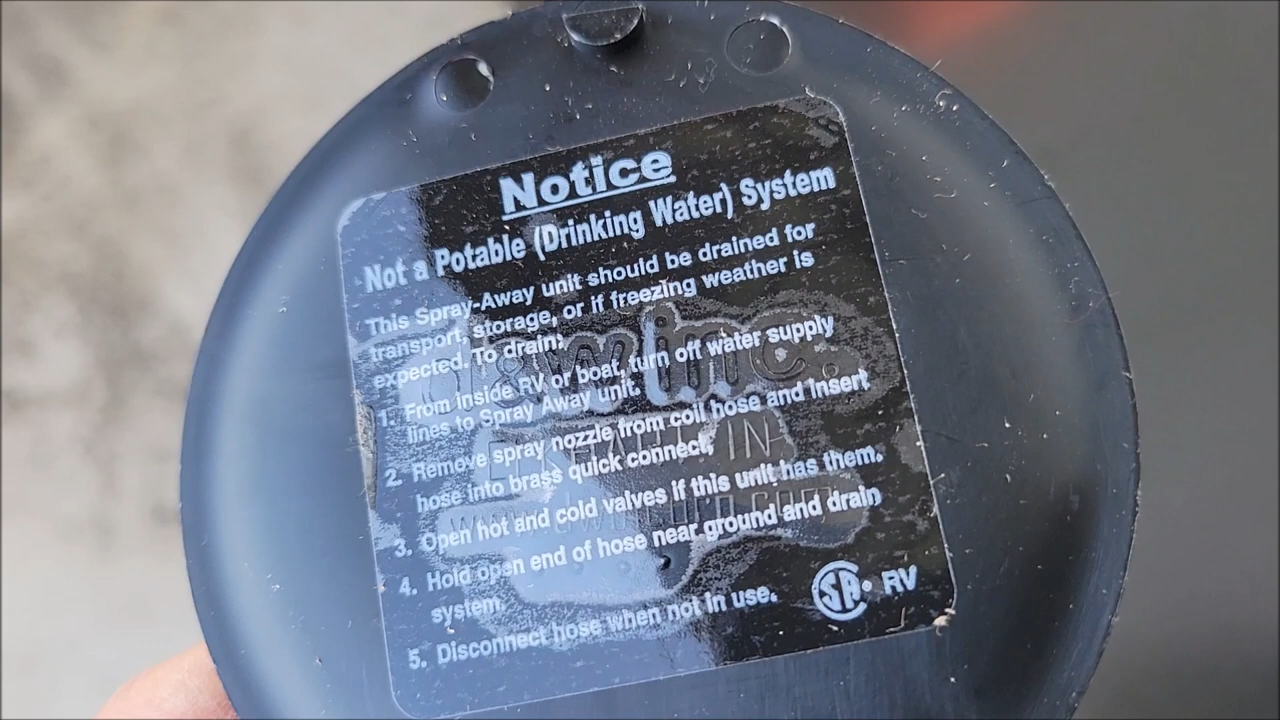 Notice
Not a Potable (Drinking Water) System
This Spray-Away unit should be drained for
transport, storage, or if freezing weather is
expected. To drain:
1. From inside RV or boat, turn off water supply
lines to Spray Away unit.
2. Remove spray nozzle from coil hose and insert
hose into brass quick connect,
3. Open hot and cold valves if this unit has them.
4. Hold open end of hose near ground and drain
system.
5. Disconnect hose when not in use.
SA RV
ELKHART, IN